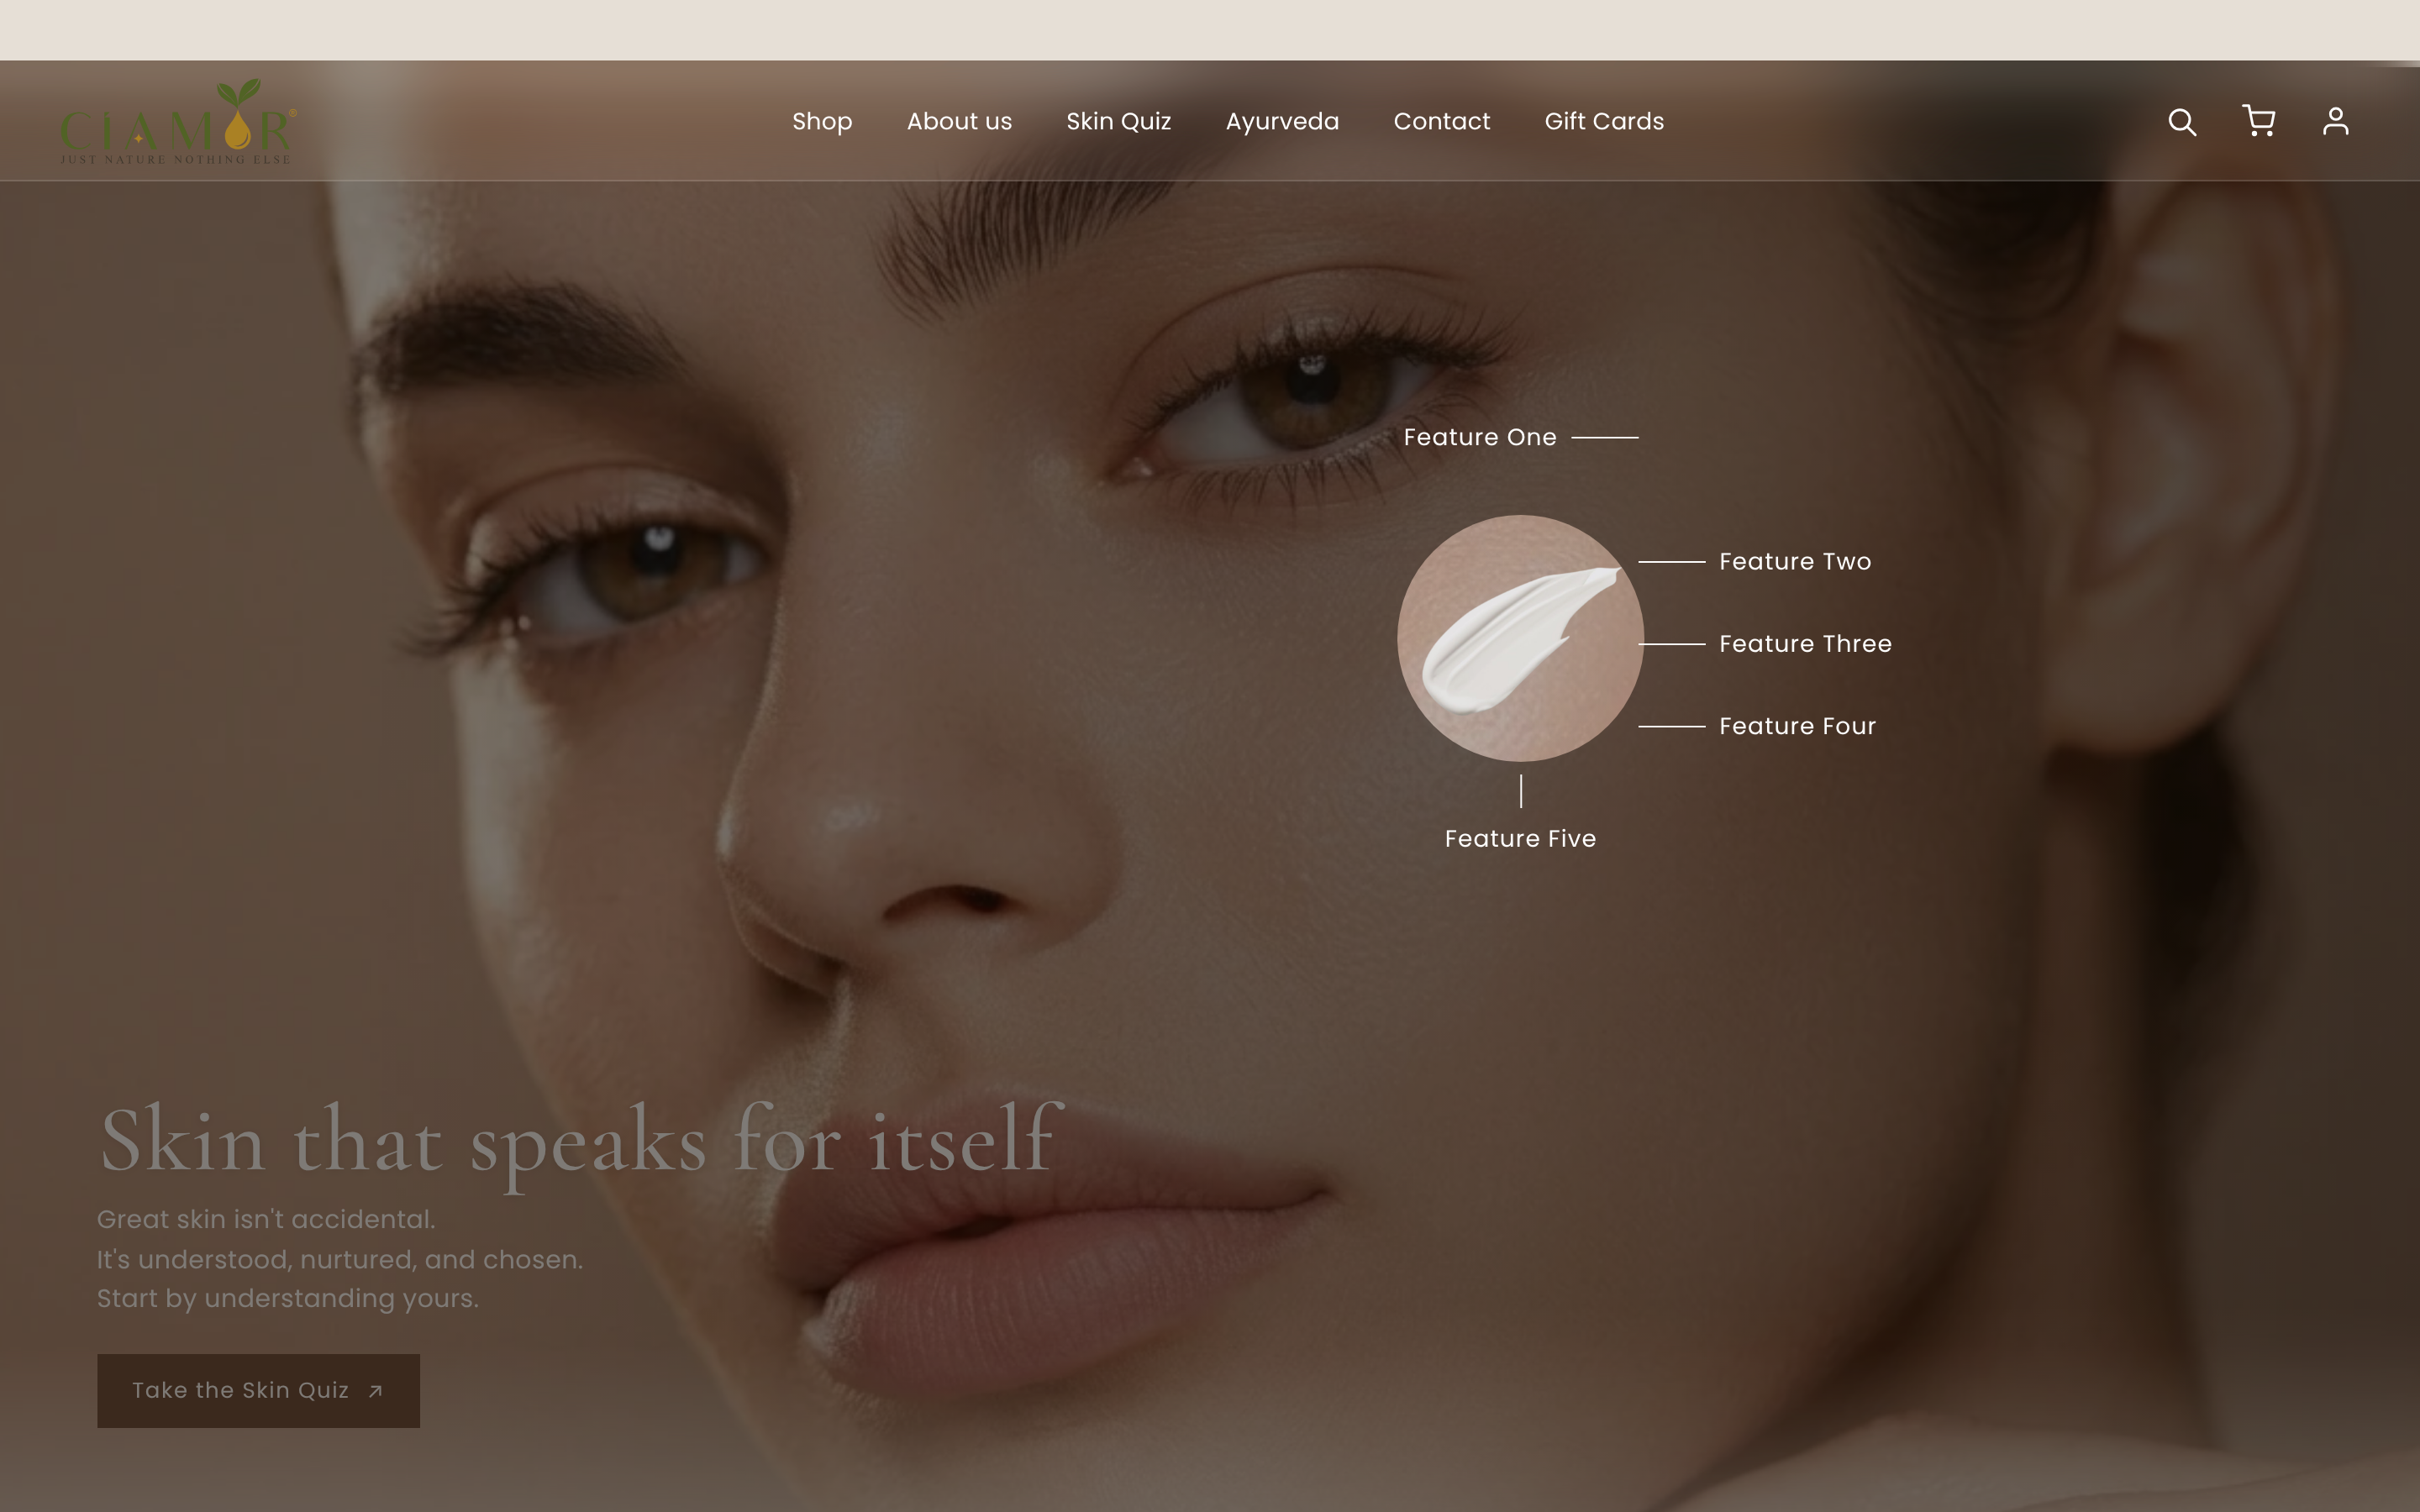 CIAMOR®
JUST NATURE NOTHING ELSE
Shop
About us
Skin Quiz
Ayurveda
Contact
Gift Cards
Feature One
Feature Two
Feature Three
Feature Four
Feature Five
Skin that speaks for itself
Great skin isn't accidental.
It's understood, nurtured, and chosen.
Start by understanding yours.
Take the Skin Quiz